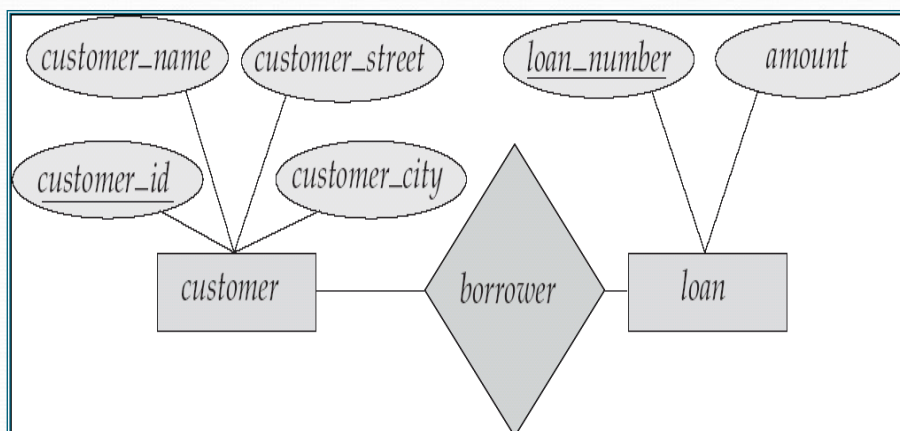 customer_name
customer_street
loan_number
amount
customer_id
customer_city
customer
borrower
loan